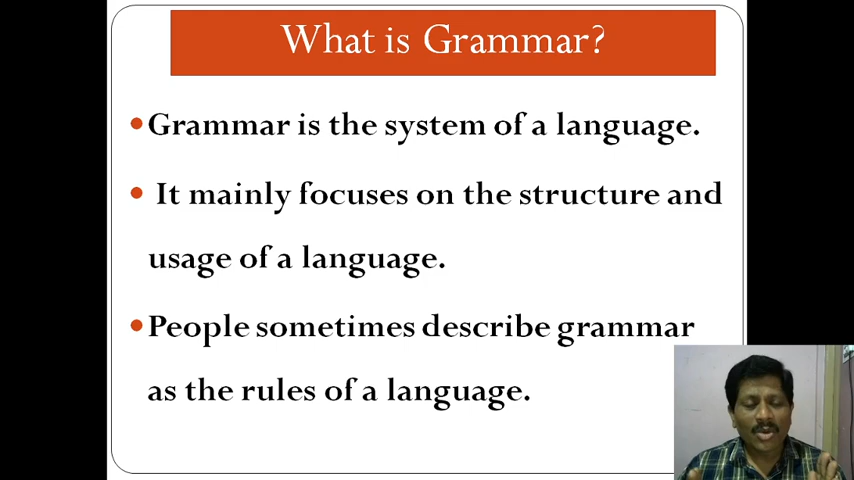 What is Grammar?
•Grammar is the system of a language.
• It mainly focuses on the structure and
usage of a language.
•People sometimes describe grammar
as the rules of a language.